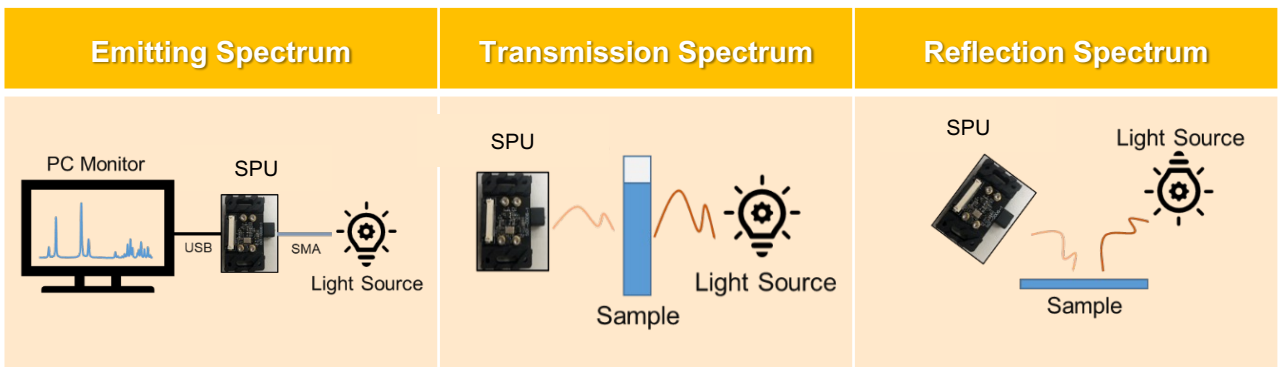 Emitting Spectrum
Transmission Spectrum
Reflection Spectrum
PC Monitor
SPU
USB
SMA
Light Source
SPU
Sample
Light Source
SPU
Light Source
Sample